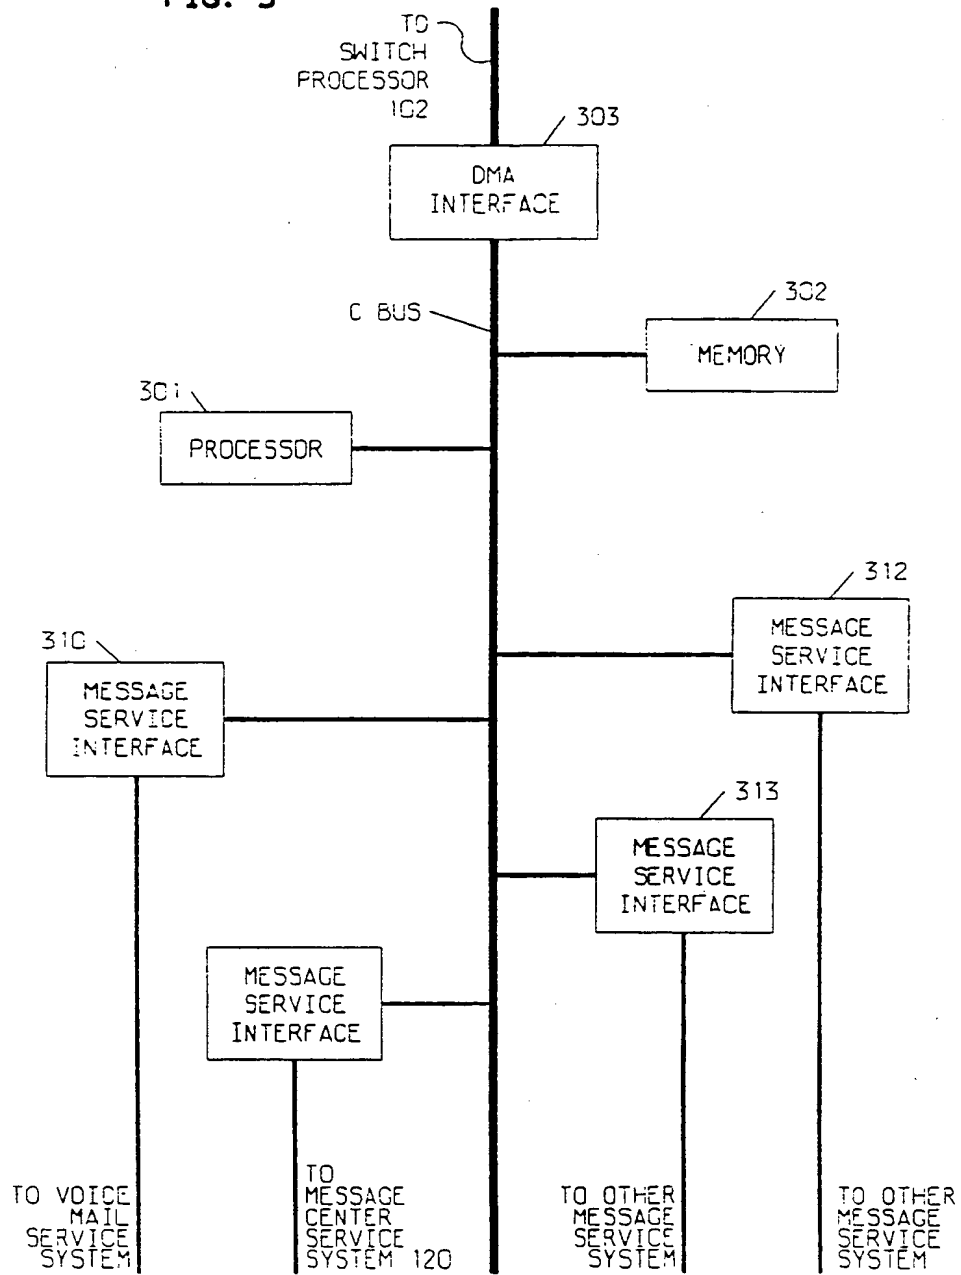 FIG. 3
TO
SWITCH
PROCESSOR
102
303
DMA
INTERFACE
302
C BUS
MEMORY
301
PROCESSOR
312
MESSAGE
SERVICE
INTERFACE
310
MESSAGE
SERVICE
INTERFACE
313
MESSAGE
SERVICE
INTERFACE
MESSAGE
SERVICE
INTERFACE
TO VOICE
MAIL
SERVICE
SYSTEM
TO
MESSAGE
CENTER
SERVICE
SYSTEM 120
TO OTHER
MESSAGE
SERVICE
SYSTEM
TO OTHER
MESSAGE
SERVICE
SYSTEM